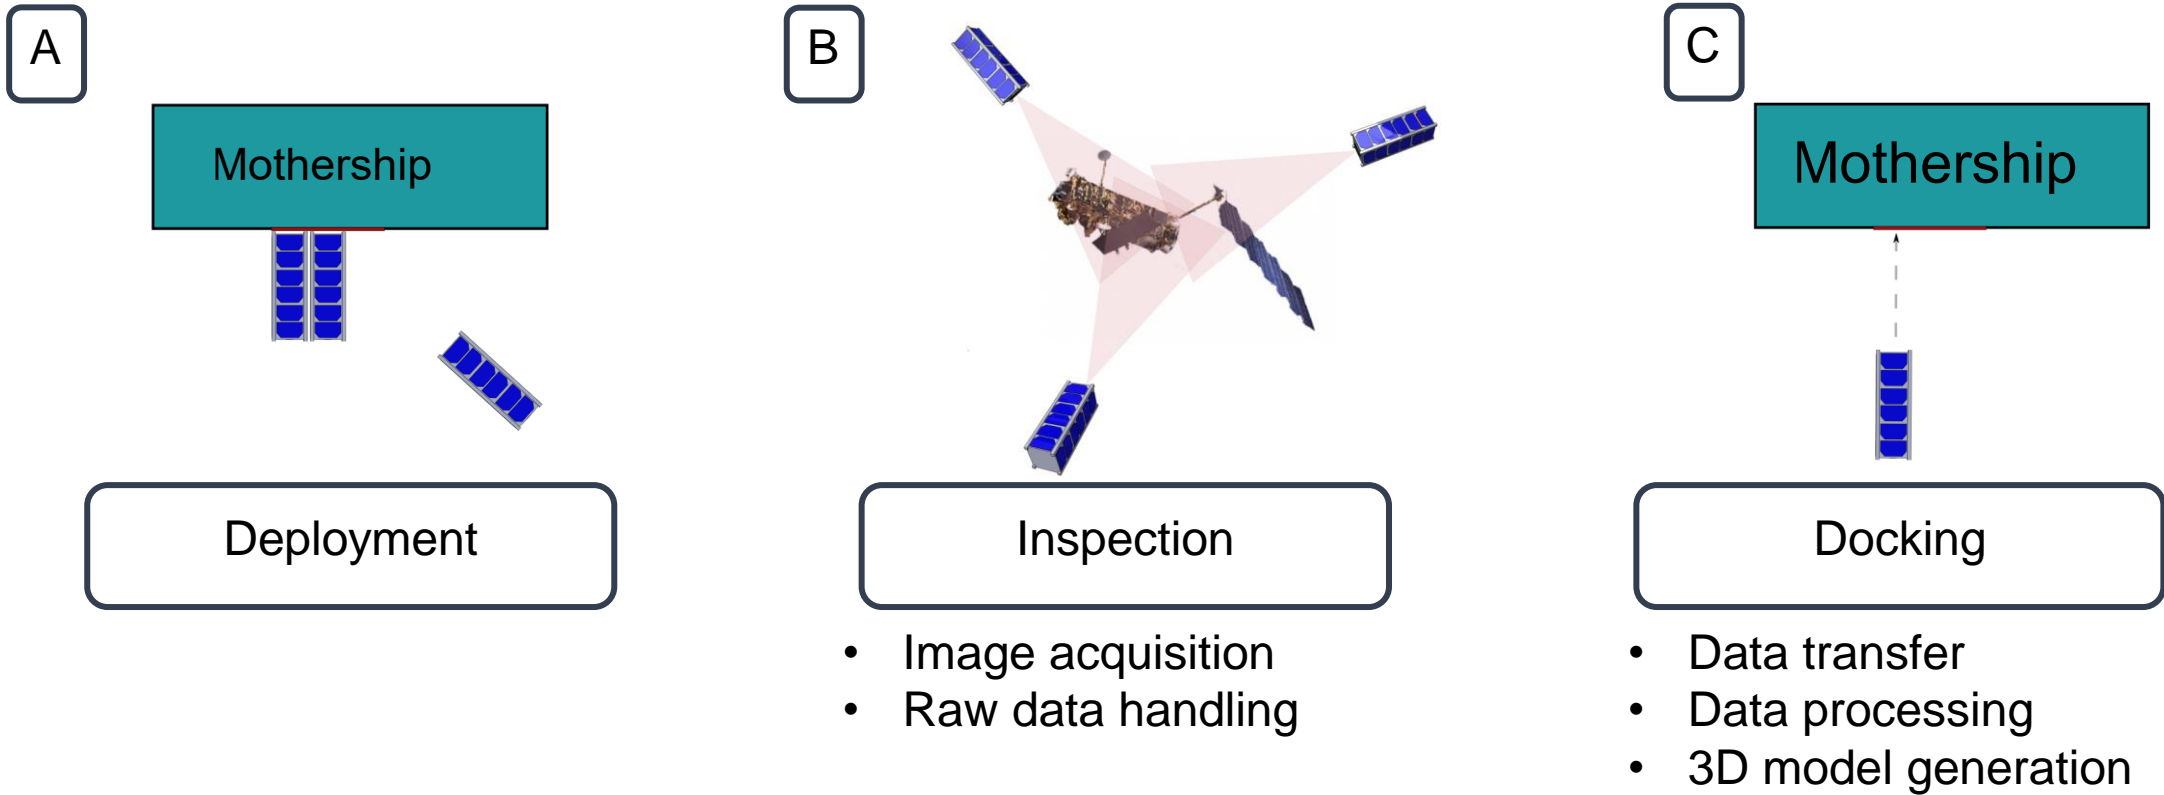 A
Mothership
Deployment
B
Inspection
• Image acquisition
• Raw data handling
C
Mothership
Docking
• Data transfer
• Data processing
• 3D model generation